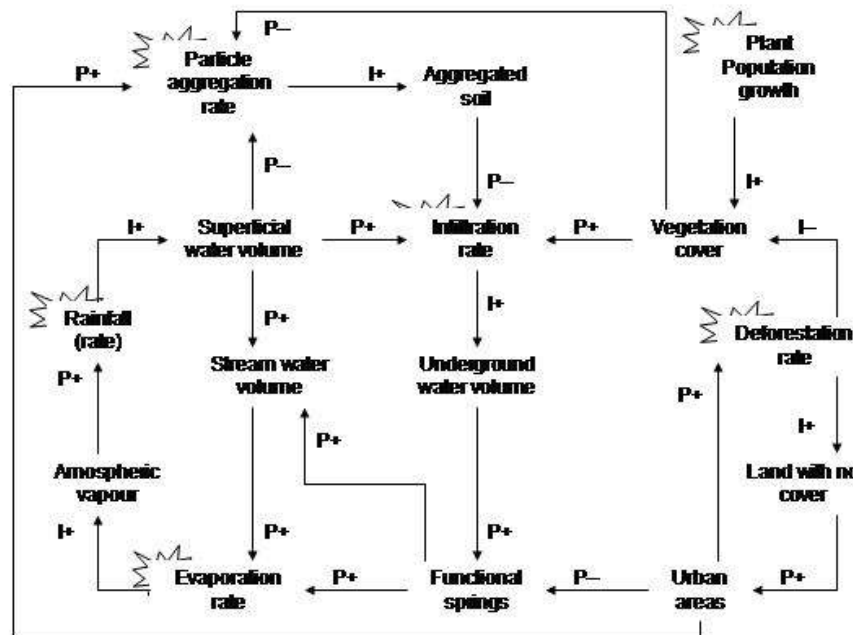 P–
Plant
Population
growth
Particle
aggregation
rate
P+
I+
Aggregated
soil
P–
P–
I+
I+
Superficial
water volume
P+
Infiltration
rate
P+
Vegetation
cover
I–
Rainfall
(rate)
P+
I+
Deforestation
rate
Stream water
volume
Underground
water volume
P+
P+
P+
I+
Amospheric
vapour
Land with no
cover
I+
P+
P+
P+
Evaporation
rate
P+
Functional
springs
P–
Urban
areas